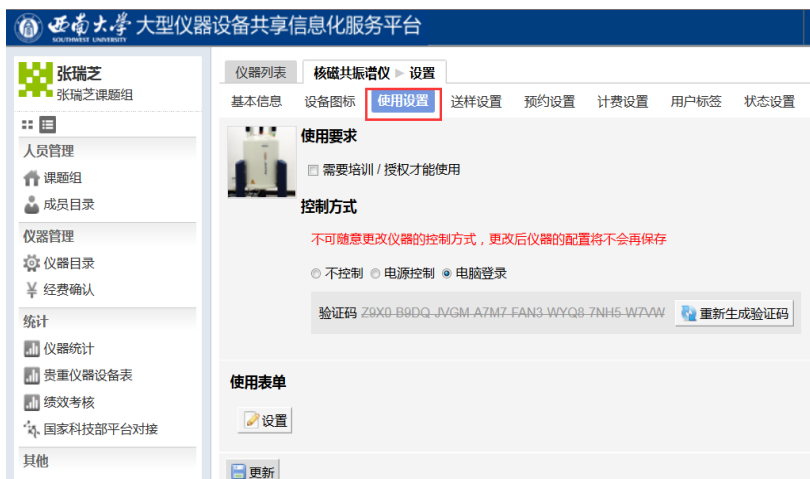 西南大学 大型仪器设备共享信息化服务平台
SOUTHWEST UNIVERSITY
张瑞芝
张瑞芝课题组
人员管理
课题组
成员目录
仪器管理
仪器目录
经费确认
统计
仪器统计
贵重仪器设备表
绩效考核
国家科技部平台对接
其他
仪器列表 核磁共振谱仪 ▶ 设置
基本信息 设备图标 使用设置 送样设置 预约设置 计费设置 用户标签 状态设置
使用要求
需要培训 / 授权才能使用
控制方式
不可随意更改仪器的控制方式，更改后仪器的配置将不会再保存
不控制 电源控制 电脑登录
验证码 Z9X0 B9DQ JVGM A7M7 FAN3 WYQ8 7NH5 W7VW 重新生成验证码
使用表单
设置
更新